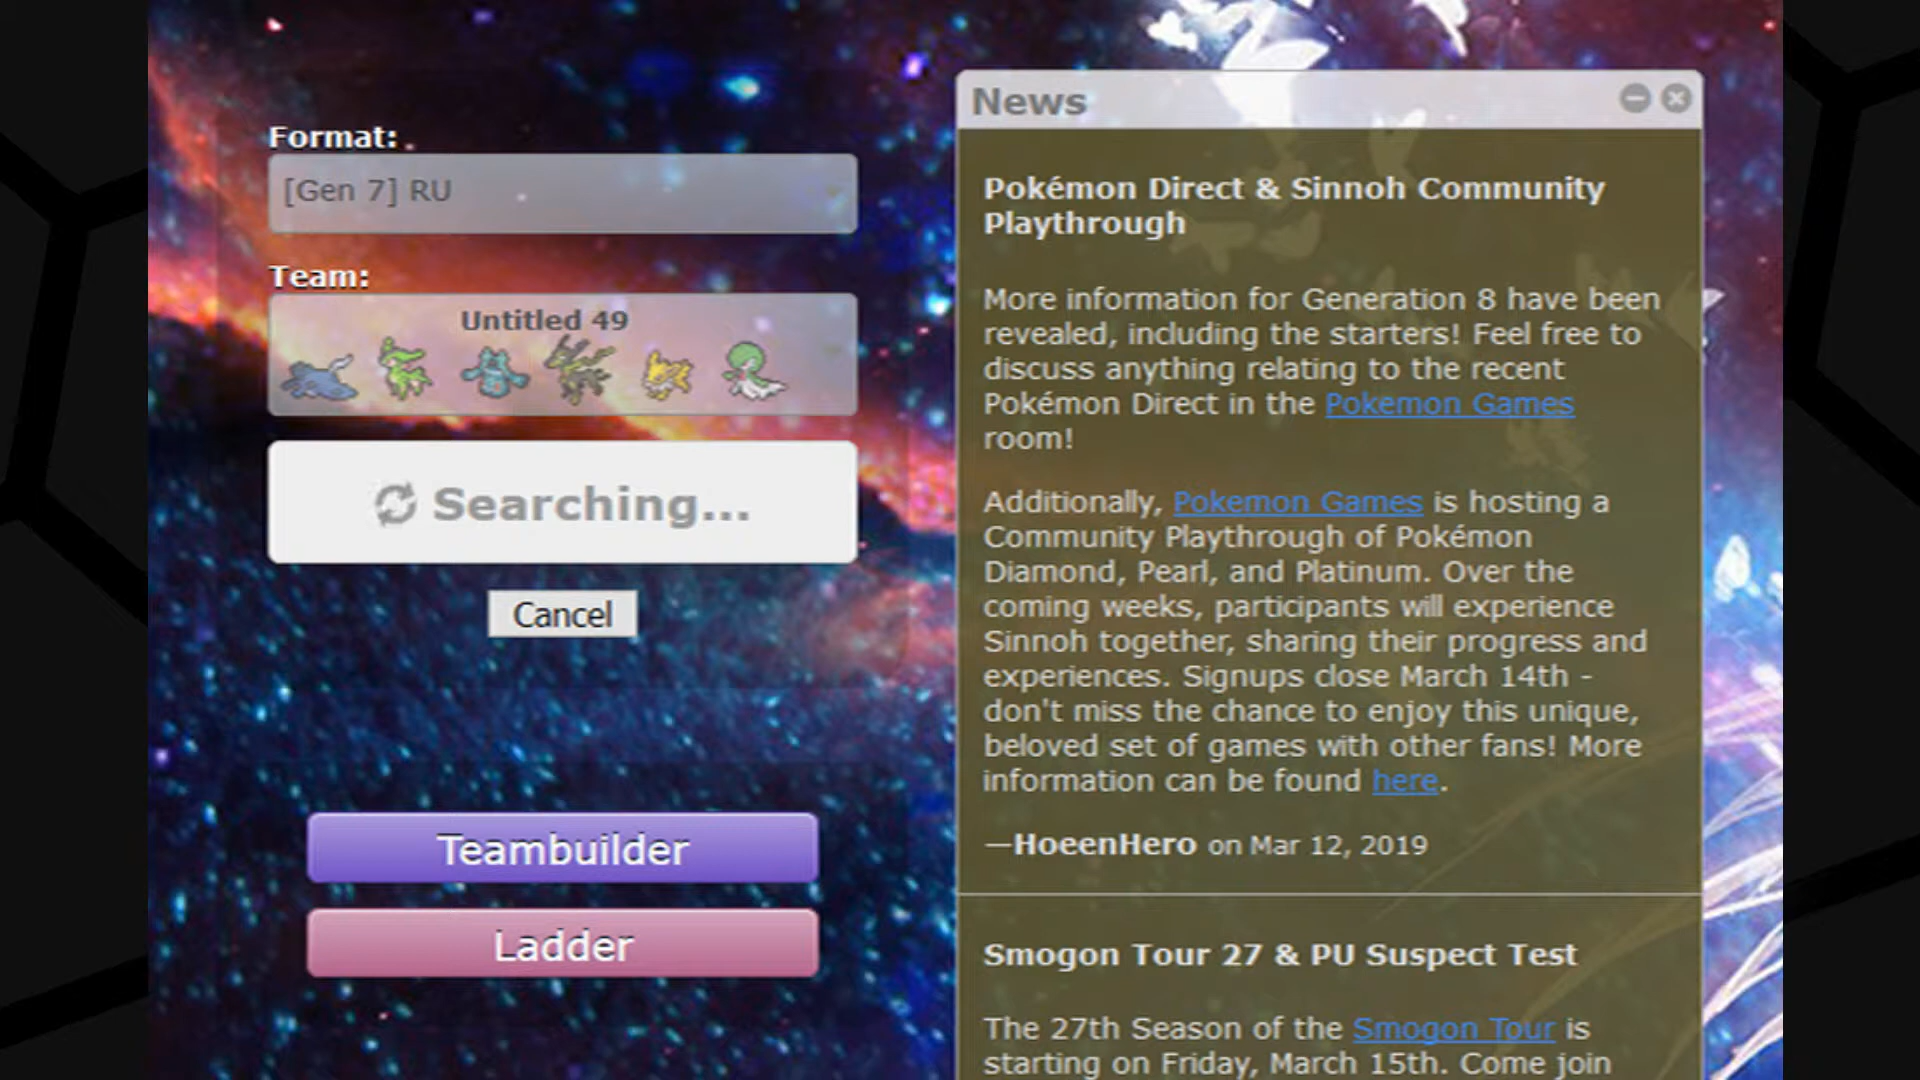 Format:
[Gen 7] RU
Team:
Untitled 49
Searching...
Cancel
Teambuilder
Ladder
News
Pokémon Direct & Sinnoh Community
Playthrough
More information for Generation 8 have been
revealed, including the starters! Feel free to
discuss anything relating to the recent
Pokémon Direct in the Pokemon Games
room!
Additionally, Pokemon Games is hosting a
Community Playthrough of Pokémon
Diamond, Pearl, and Platinum. Over the
coming weeks, participants will experience
Sinnoh together, sharing their progress and
experiences. Signups close March 14th -
don't miss the chance to enjoy this unique,
beloved set of games with other fans! More
information can be found here.
—HoeenHero on Mar 12, 2019
Smogon Tour 27 & PU Suspect Test
The 27th Season of the Smogon Tour is
starting on Friday, March 15th. Come join